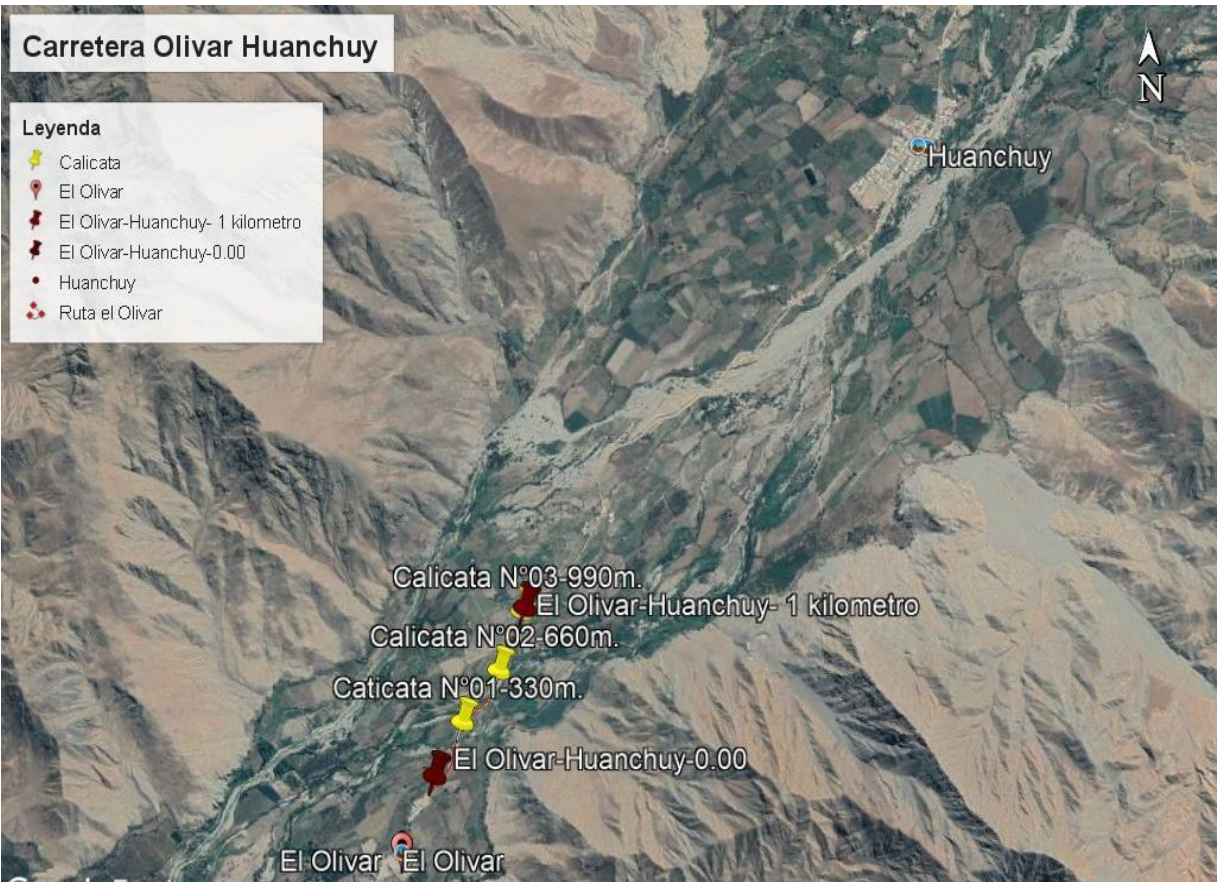 Carretera Olivar Huanchuy
N
Leyenda
Calicata
El Olivar
El Olivar-Huanchuy- 1 kilometro
El Olivar-Huanchuy-0.00
Huanchuy
Ruta el Olivar
Huanchuy
Calicata N°03-990m.
El Olivar-Huanchuy- 1 kilometro
Calicata N°02-660m.
Caticata N°01-330m.
El Olivar-Huanchuy-0.00
El Olivar El Olivar